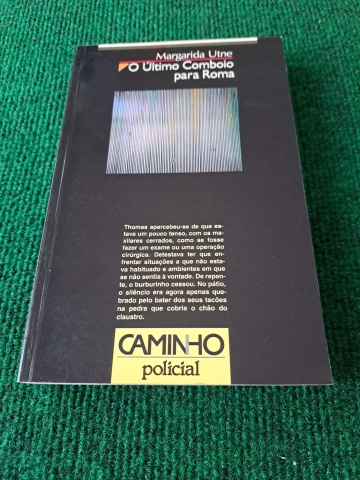 Margarida Utne
O Último Comboio
para Roma
Thomas apercebeu-se de que es-
tava um pouco tenso, com os ma-
xilares cerrados, como se fosse
fazer um exame ou uma operação
cirúrgica. Detestava ter que en-
frentar situações a que não esta-
va habituado e ambientes em que
se não sentia à vontade. De repen-
te, o burburinho cessou. No pátio,
o silêncio era agora apenas que-
brado pelo bater dos seus tacões
na pedra que cobria o chão do
claustro.
CAMINHO
policial